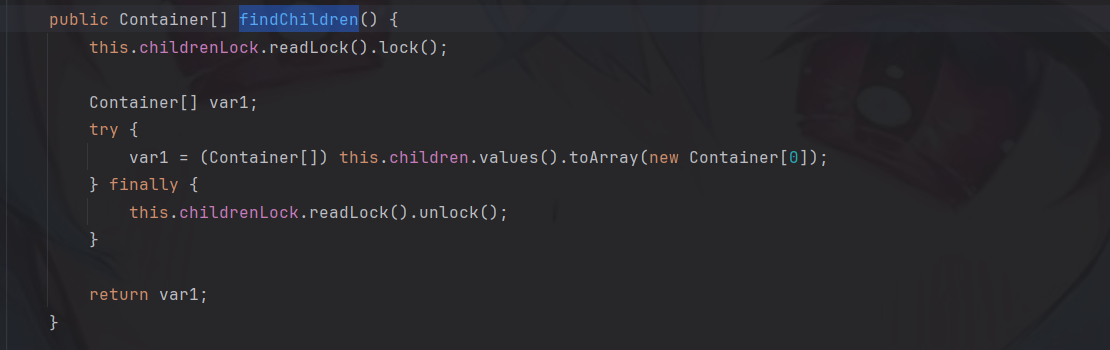 public Container[] findChildren() {
    this.childrenLock.readLock().lock();
    Container[] var1;
    try {
        var1 = (Container[]) this.children.values().toArray(new Container[0]);
    } finally {
        this.childrenLock.readLock().unlock();
    }
    return var1;
}